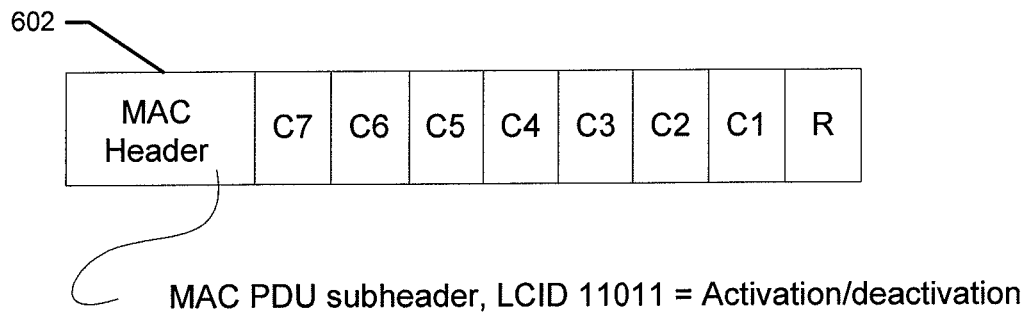 602
MAC
Header
C7 C6 C5 C4 C3 C2 C1 R
MAC PDU subheader, LCID 11011 = Activation/deactivation